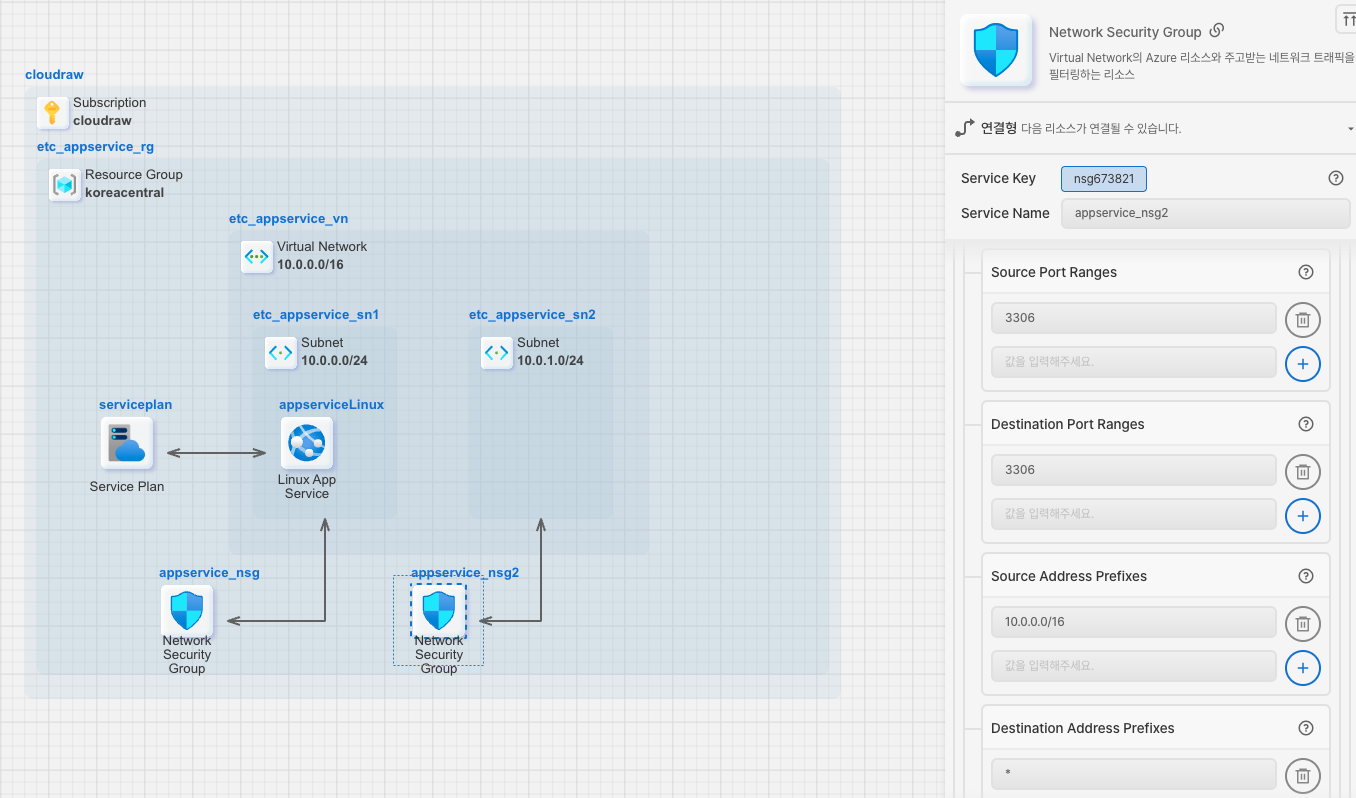 cloudraw
Subscription
cloudraw
etc_appservice_rg
Resource Group
koreacentral
etc_appservice_vn
Virtual Network
10.0.0.0/16
etc_appservice_sn1
Subnet
10.0.0.0/24
etc_appservice_sn2
Subnet
10.0.1.0/24
serviceplan
Service Plan
appserviceLinux
Linux App
Service
appservice_nsg
Network
Security
Group
appservice_nsg2
Network
Security
Group
Network Security Group
Virtual Network의 Azure 리소스와 주고받는 네트워크 트래픽을
필터링하는 리소스
연결형 다음 리소스가 연결될 수 있습니다.
Service Key
nsg673821
Service Name
appservice_nsg2
Source Port Ranges
3306
값을 입력해주세요.
Destination Port Ranges
3306
값을 입력해주세요.
Source Address Prefixes
10.0.0.0/16
값을 입력해주세요.
Destination Address Prefixes
*